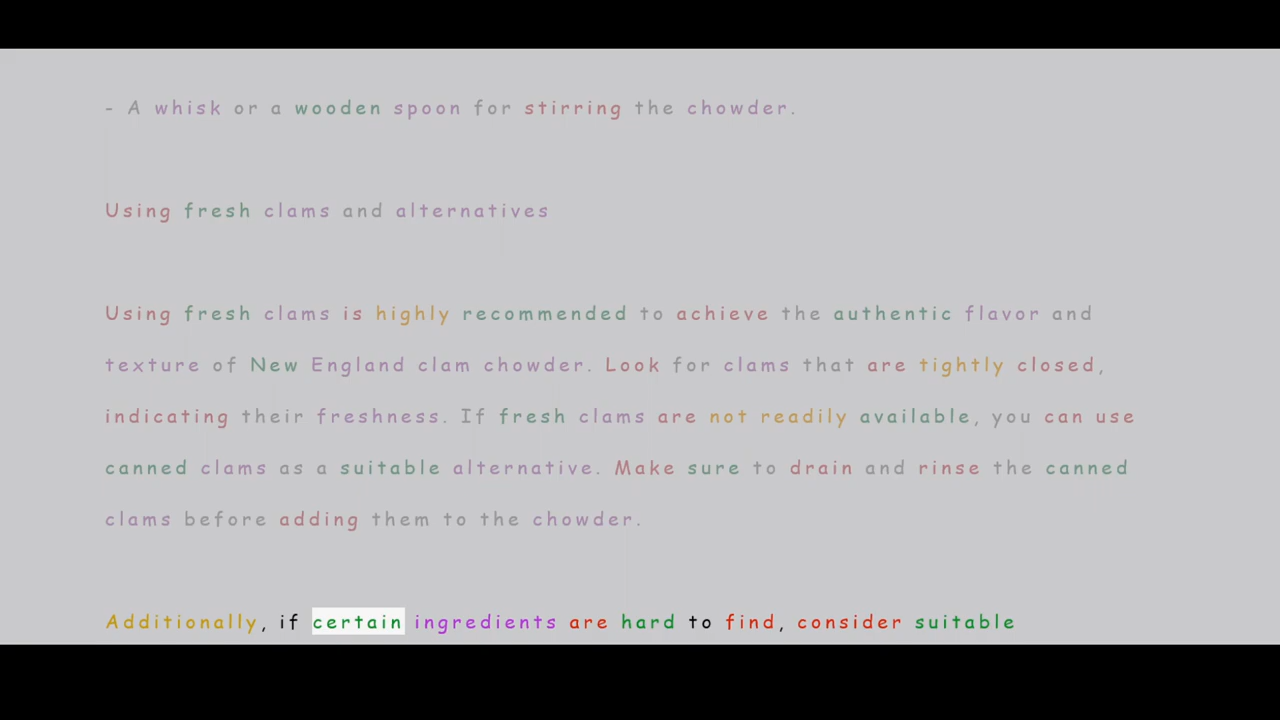 - A whisk or a wooden spoon for stirring the chowder.
Using fresh clams and alternatives
Using fresh clams is highly recommended to achieve the authentic flavor and
texture of New England clam chowder. Look for clams that are tightly closed,
indicating their freshness. If fresh clams are not readily available, you can use
canned clams as a suitable alternative. Make sure to drain and rinse the canned
clams before adding them to the chowder.
Additionally, if certain ingredients are hard to find, consider suitable